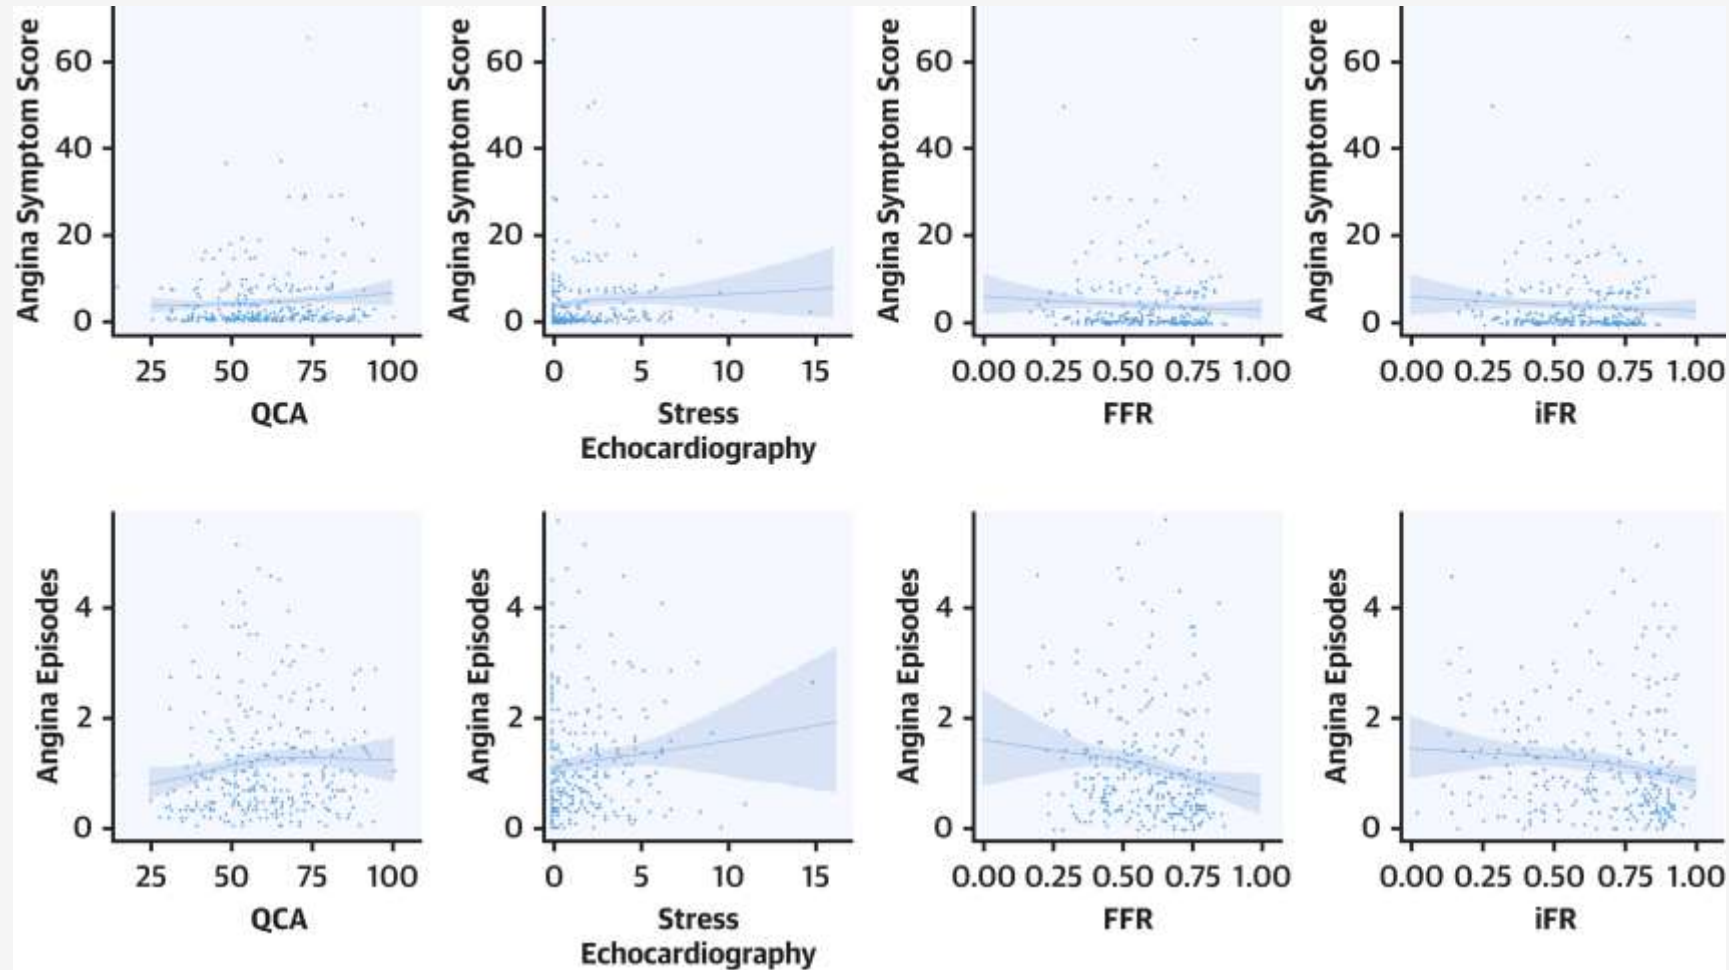 Angina Symptom Score
60
40
20
0
25 50 75 100
QCA
Angina Symptom Score
60
40
20
0
0 5 10 15
Stress
Echocardiography
Angina Symptom Score
60
40
20
0
0.00 0.25 0.50 0.75 1.00
FFR
Angina Symptom Score
60
40
20
0
0.00 0.25 0.50 0.75 1.00
iFR
Angina Episodes
4
2
0
25 50 75 100
QCA
Angina Episodes
4
2
0
0 5 10 15
Stress
Echocardiography
Angina Episodes
4
2
0
0.00 0.25 0.50 0.75 1.00
FFR
Angina Episodes
4
2
0
0.00 0.25 0.50 0.75 1.00
iFR